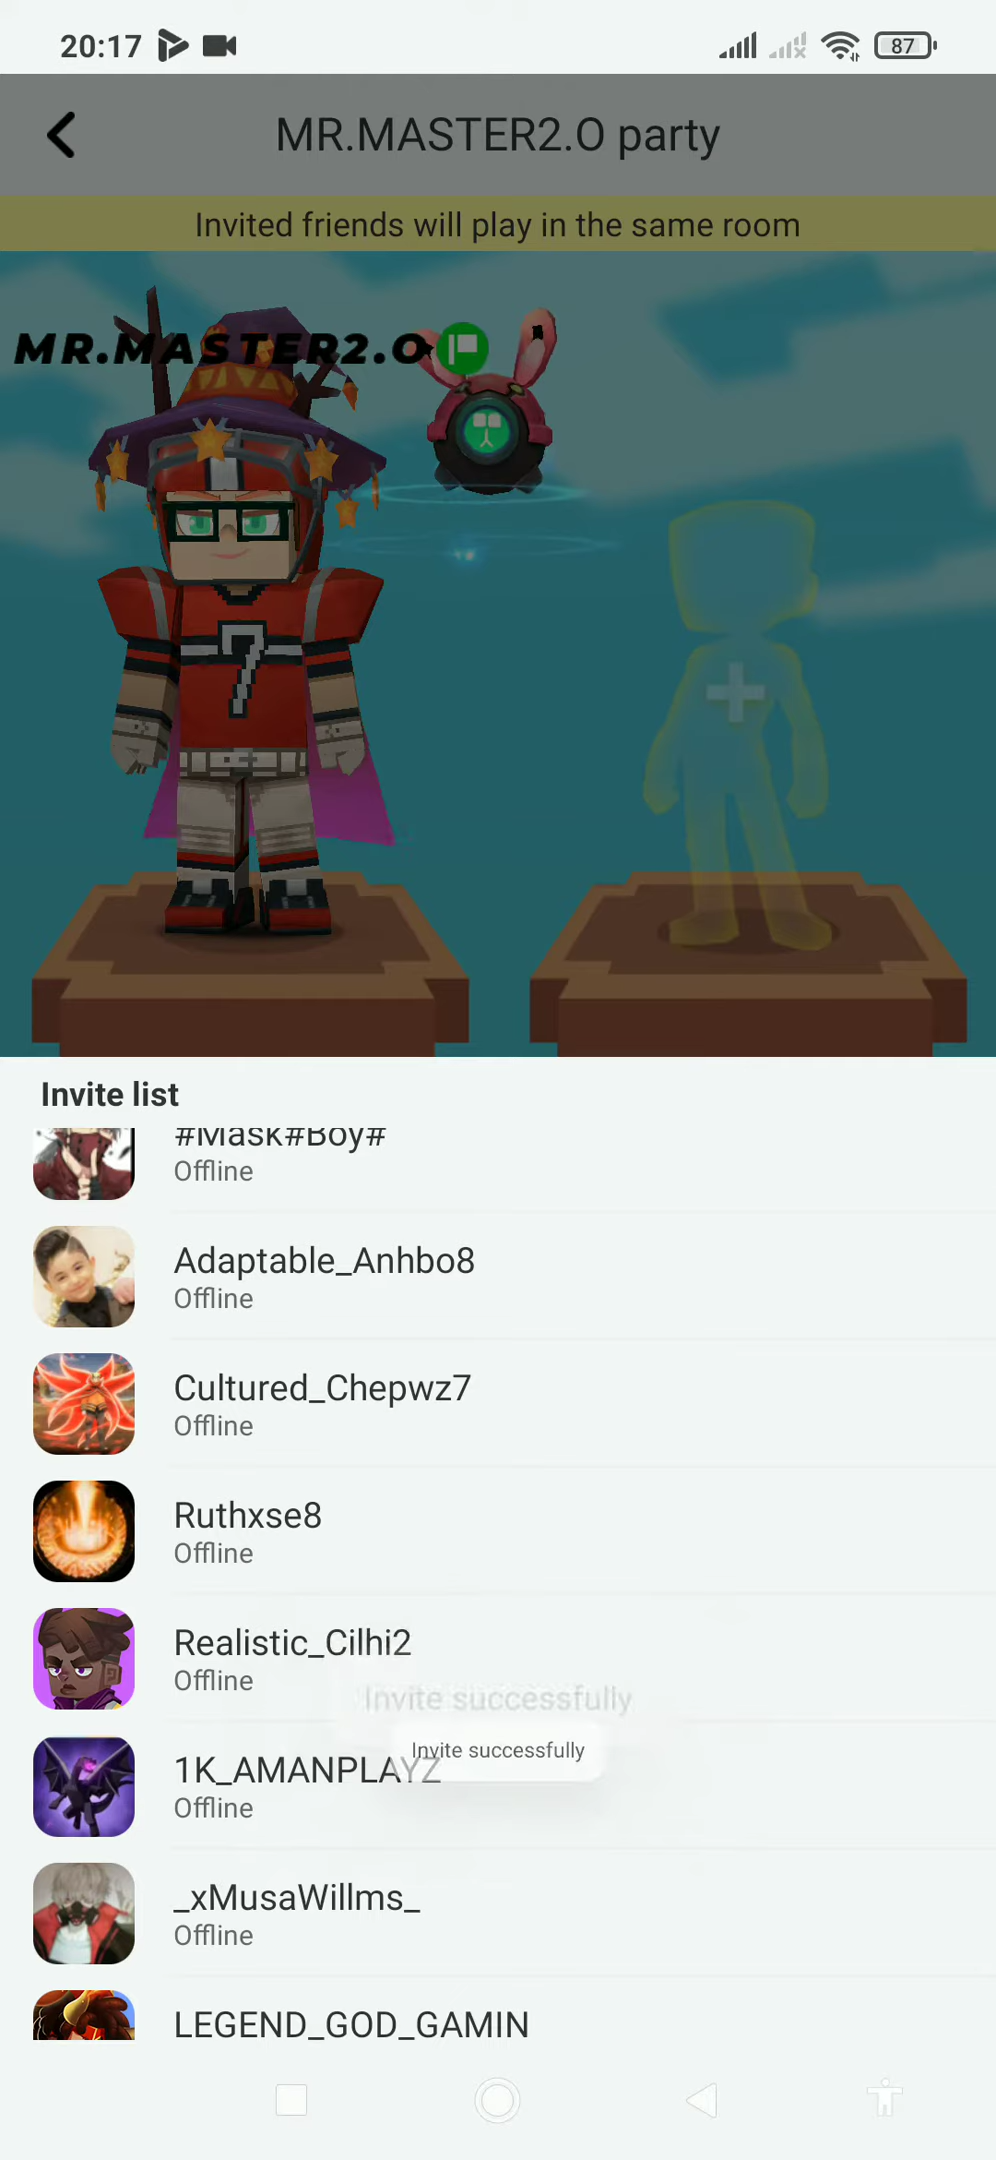 20:17
87
MR.MASTER2.O party
Invited friends will play in the same room
MR.MASTER2.O
7
Invite list
#Mask#Boy#
Offline
Adaptable_Anhbo8
Offline
Cultured_Chepwz7
Offline
Ruthxse8
Offline
Realistic_Cilhi2
Offline
Invite successfully
Invite successfully
1K_AMANPLAYZ
Offline
_xMusaWillms_
Offline
LEGEND_GOD_GAMIN